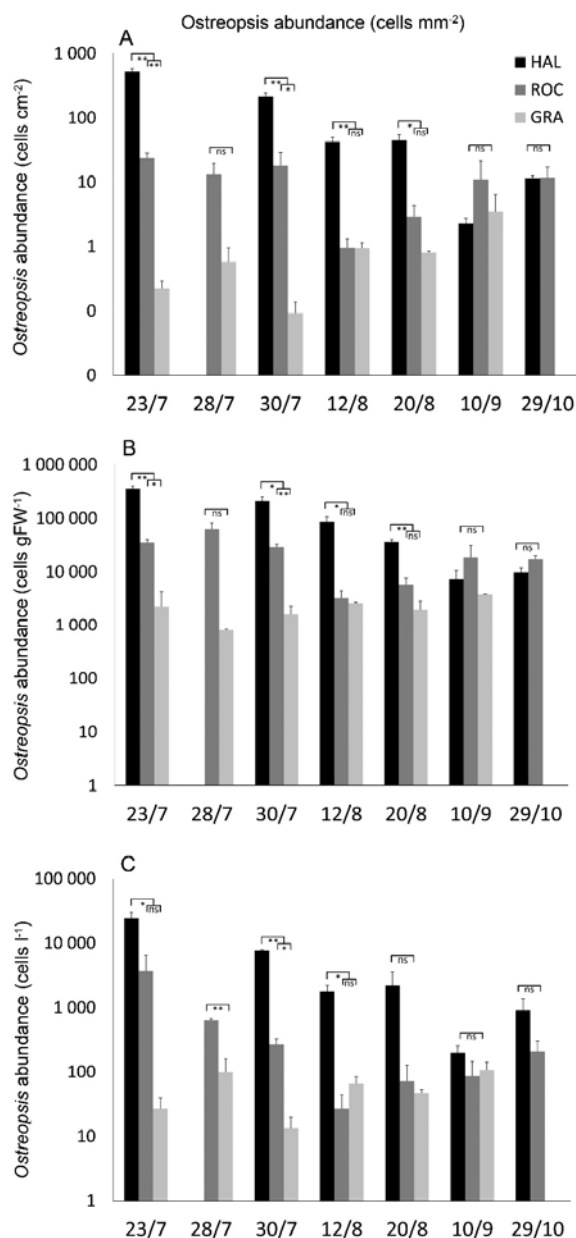 Ostreopsis abundance (cells mm-2)
A
Ostreopsis abundance (cells cm-2)
1 000
100
10
1
0
0
HAL
ROC
GRA
** ** ns ** * ** ns * ns ns ns
23/7 28/7 30/7 12/8 20/8 10/9 29/10
B
Ostreopsis abundance (cells gFW-1)
1 000 000
100 000
10 000
1 000
100
10
1
** * ns * ** * ns ** ns ns ns
23/7 28/7 30/7 12/8 20/8 10/9 29/10
C
Ostreopsis abundance (cells l-1)
100 000
10 000
1 000
100
10
1
* ns ** ** * * ns ns ns ns
23/7 28/7 30/7 12/8 20/8 10/9 29/10